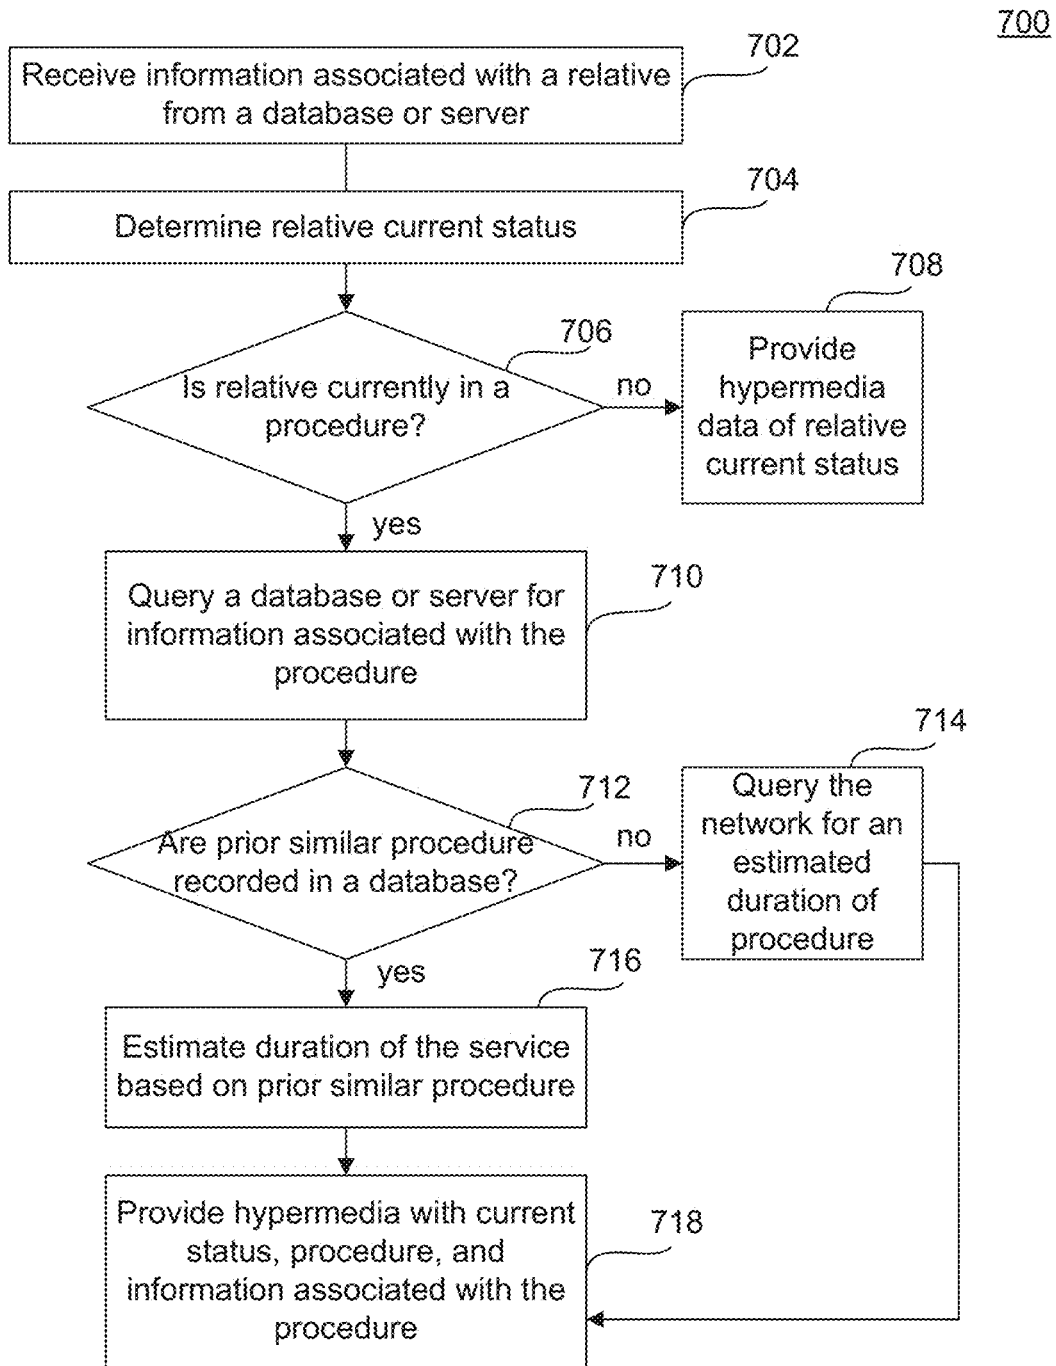 700
702
Receive information associated with a relative
from a database or server
704
Determine relative current status
706
Is relative currently in a
procedure?
no
708
Provide
hypermedia
data of relative
current status
yes
710
Query a database or server for
information associated with the
procedure
712
Are prior similar procedure
recorded in a database?
no
714
Query the
network for an
estimated
duration of
procedure
yes
716
Estimate duration of the service
based on prior similar procedure
718
Provide hypermedia with current
status, procedure, and
information associated with the
procedure